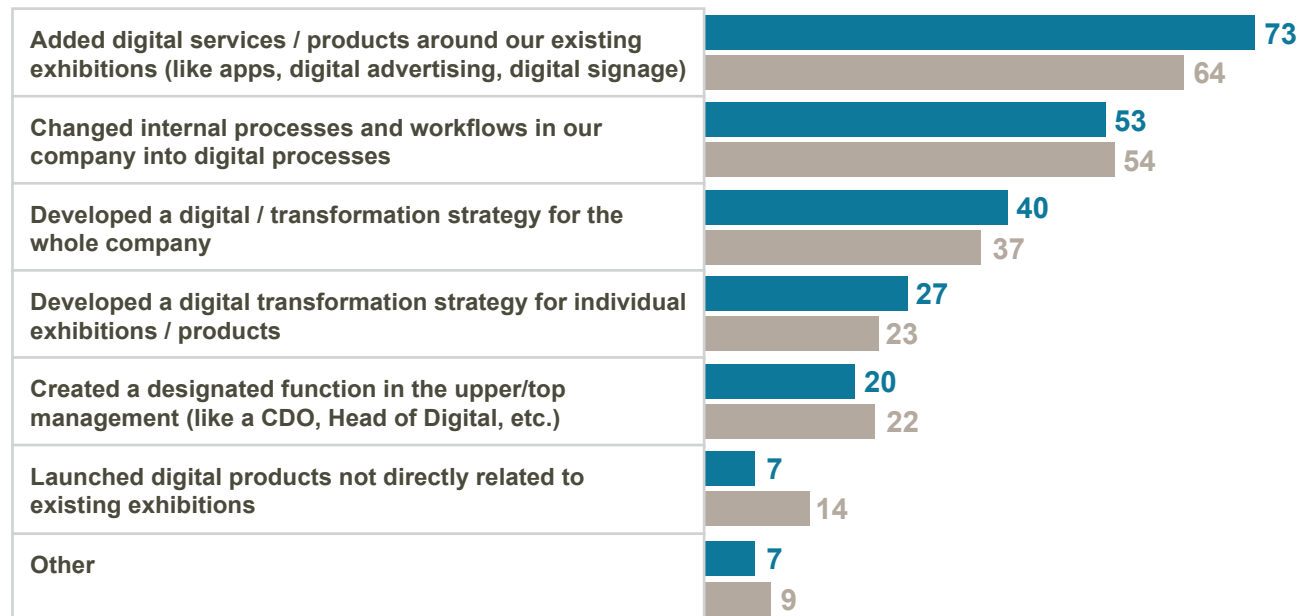 Added digital services / products around our existing
exhibitions (like apps, digital advertising, digital signage)
73
64
Changed internal processes and workflows in our
company into digital processes
53
54
Developed a digital / transformation strategy for the
whole company
40
37
Developed a digital transformation strategy for individual
exhibitions / products
27
23
Created a designated function in the upper/top
management (like a CDO, Head of Digital, etc.)
20
22
Launched digital products not directly related to
existing exhibitions
7
14
Other
7
9